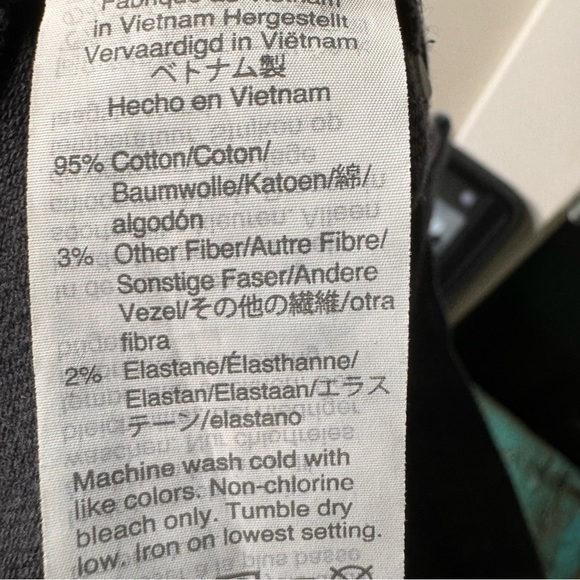 Fabriqué au Vietnam
in Vietnam Hergestellt
Vervaardigd in Viëtnam
ベトナム製
Hecho en Vietnam
95% Cotton/Coton/
Baumwolle/Katoen/綿/
algodón
3% Other Fiber/Autre Fibre/
Sonstige Faser/Andere
Vezel/その他の繊維/otra
fibra
2% Elastane/Élasthanne/
Elastan/Elastaan/エラス
テーン/elastano
Machine wash cold with
like colors. Non-chlorine
bleach only. Tumble dry
low. Iron on lowest setting.